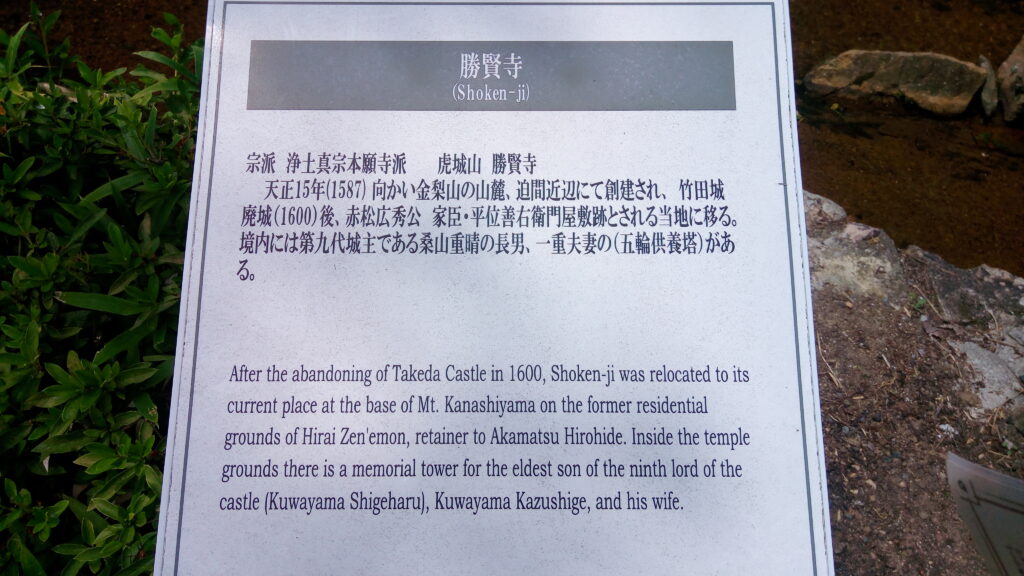 勝賢寺
(Shoken-ji)
宗派 浄土真宗本願寺派 虎城山 勝賢寺
天正15年(1587) 向かい金梨山の山麓、迫間近辺にて創建され、竹田城
廃城(1600)後、赤松広秀公 家臣・平位善右衛門屋敷跡とされる当地に移る。
境内には第九代城主である桑山重晴の長男、一重夫妻の(五輪供養塔)があ
る。
After the abandoning of Takeda Castle in 1600, Shoken-ji was relocated to its
current place at the base of Mt. Kanashiyama on the former residential
grounds of Hirai Zen'emon, retainer to Akamatsu Hirohide. Inside the temple
grounds there is a memorial tower for the eldest son of the ninth lord of the
castle (Kuwayama Shigeharu), Kuwayama Kazushige, and his wife.